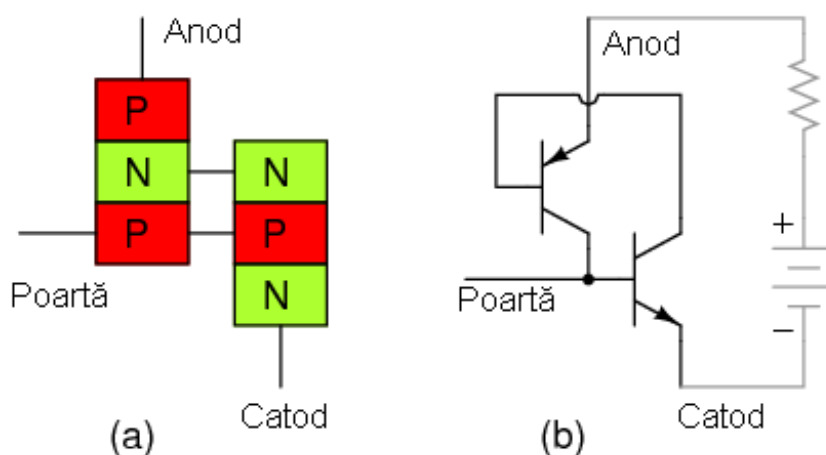 Anod
P
N
N
P
P
N
Poartă
Catod
(a)
Anod
+
Poartă
−
Catod
(b)